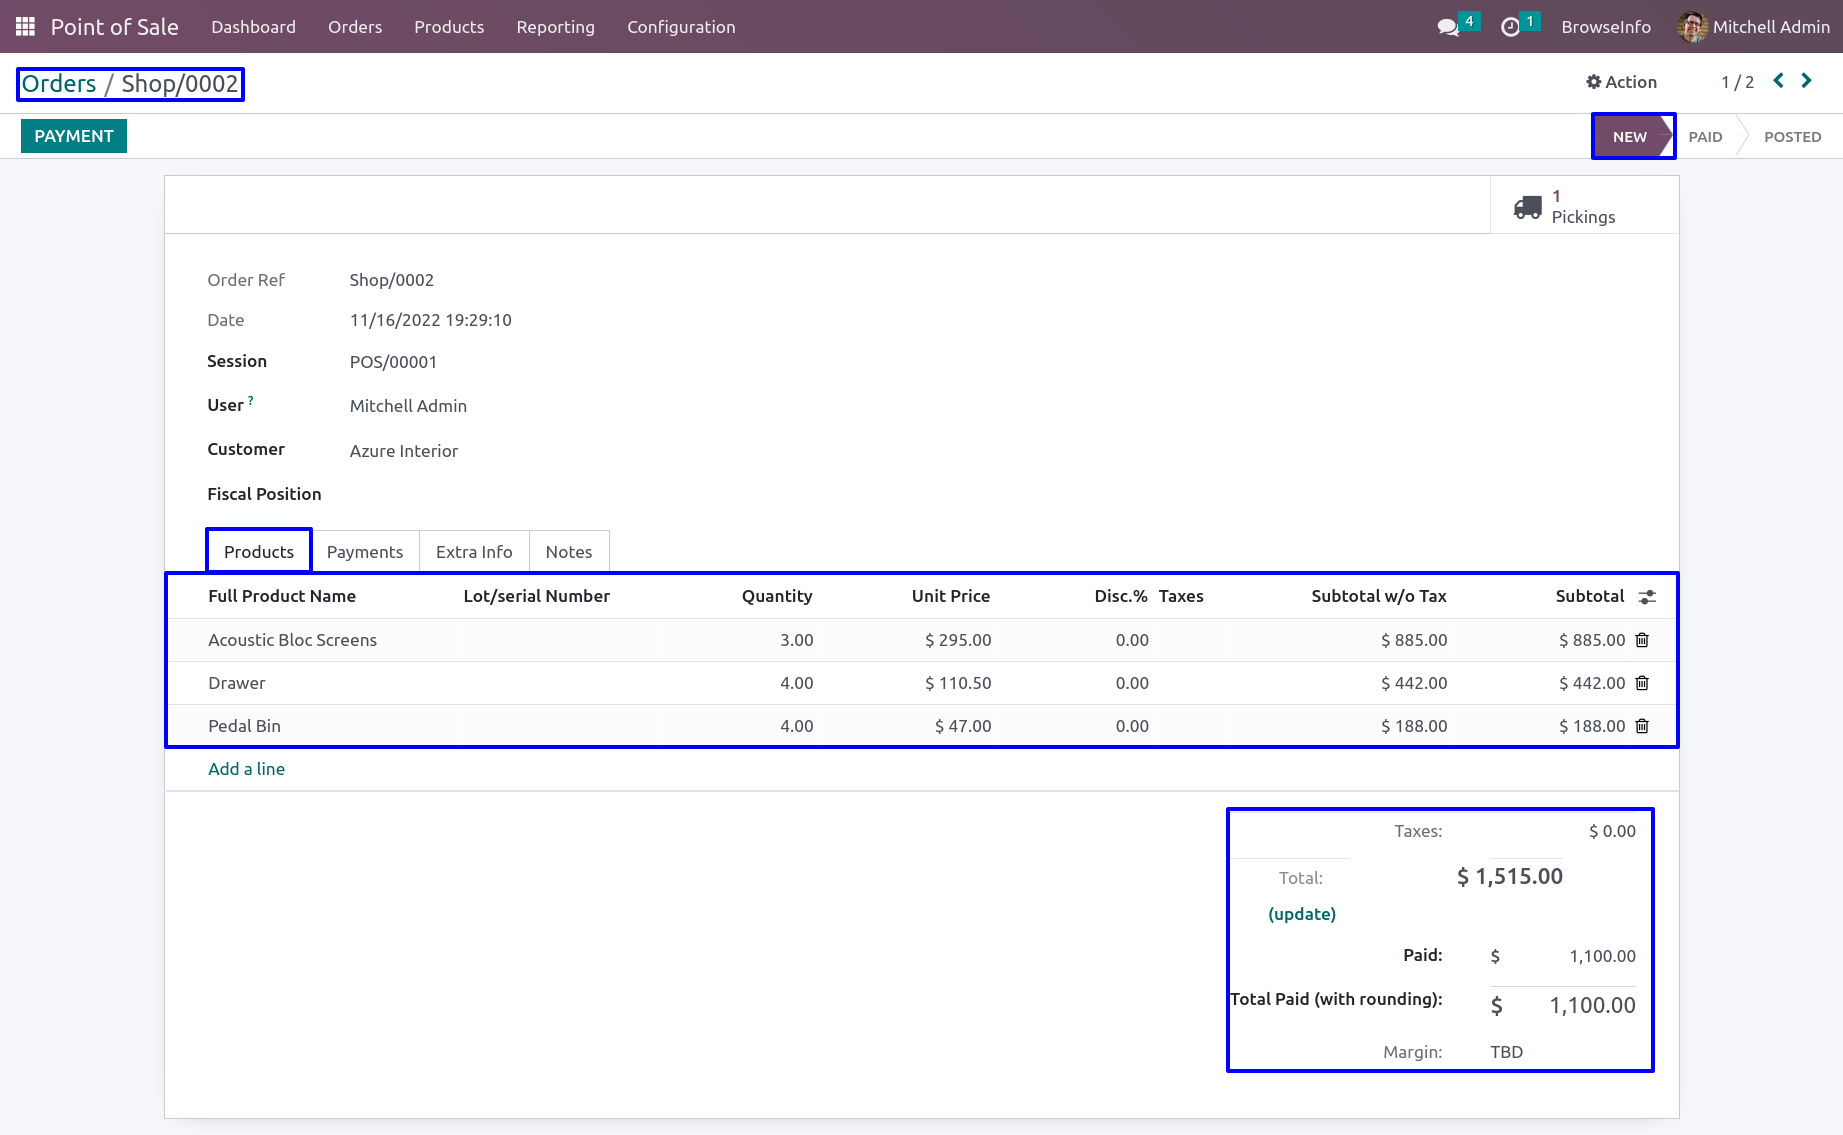 Point of Sale Dashboard Orders Products Reporting Configuration 4 1 BrowseInfo Mitchell Admin
Orders / Shop/0002 Action 1 / 2
PAYMENT NEW PAID POSTED
1
Pickings
Order Ref Shop/0002
Date 11/16/2022 19:29:10
Session POS/00001
User ? Mitchell Admin
Customer Azure Interior
Fiscal Position
Products Payments Extra Info Notes
Full Product Name Lot/serial Number Quantity Unit Price Disc.% Taxes Subtotal w/o Tax Subtotal
Acoustic Bloc Screens 3.00 $ 295.00 0.00 $ 885.00 $ 885.00
Drawer 4.00 $ 110.50 0.00 $ 442.00 $ 442.00
Pedal Bin 4.00 $ 47.00 0.00 $ 188.00 $ 188.00
Add a line
Taxes: $ 0.00
Total: $ 1,515.00
(update)
Paid: $ 1,100.00
Total Paid (with rounding): $ 1,100.00
Margin: TBD